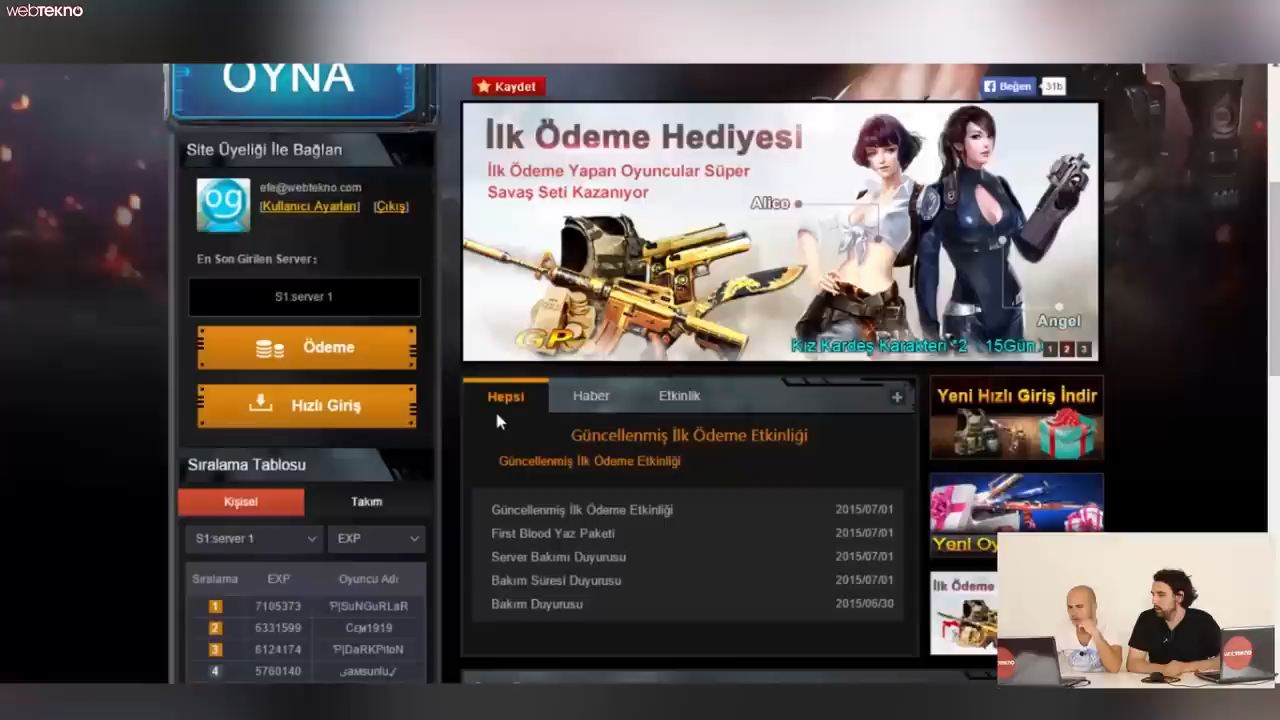 webtekno
OYNA
Site Üyeliği İle Bağlan
efe@webtekno.com
[Kullanıcı Ayarları] [Çıkış]
En Son Girilen Server:
S1:server 1
Ödeme
Hızlı Giriş
Sıralama Tablosu
Kişisel Takım
S1:server 1 EXP
Sıralama EXP Oyuncu Adı
1 7105373 Ƥ|SuNGuRLaR
2 6331599 Cєм1919
3 6124174 Ƥ|DaRKPitoN
4 5760140
Kaydet
Beğen 31b
İlk Ödeme Hediyesi
İlk Ödeme Yapan Oyuncular Süper
Savaş Seti Kazanıyor
Alice
Angel
GR
Kız Kardeş Karakteri *2 15Gün
1 2 3
Hepsi Haber Etkinlik +
Güncellenmiş İlk Ödeme Etkinliği
Güncellenmiş İlk Ödeme Etkinliği
Güncellenmiş İlk Ödeme Etkinliği 2015/07/01
First Blood Yaz Paketi 2015/07/01
Server Bakımı Duyurusu 2015/07/01
Bakım Süresi Duyurusu 2015/07/01
Bakım Duyurusu 2015/06/30
Yeni Hızlı Giriş İndir
Yeni Oy
İlk Ödeme
WEBTEKNO